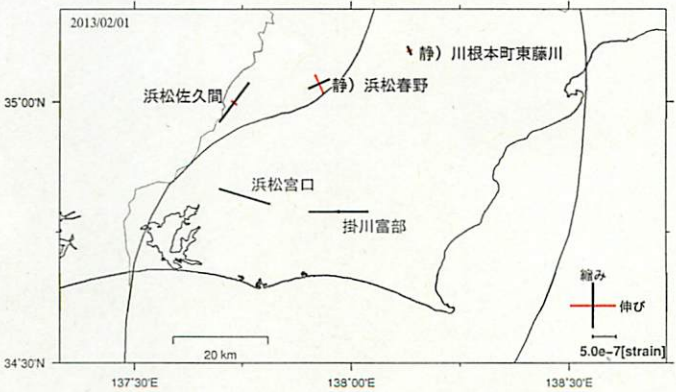 2013/02/01
静）川根本町東藤川
浜松佐久間
静）浜松春野
35°00'N
浜松宮口
掛川富部
縮み
伸び
20 km
5.0e-7[strain]
34°30'N
137°30'E
138°00'E
138°30'E